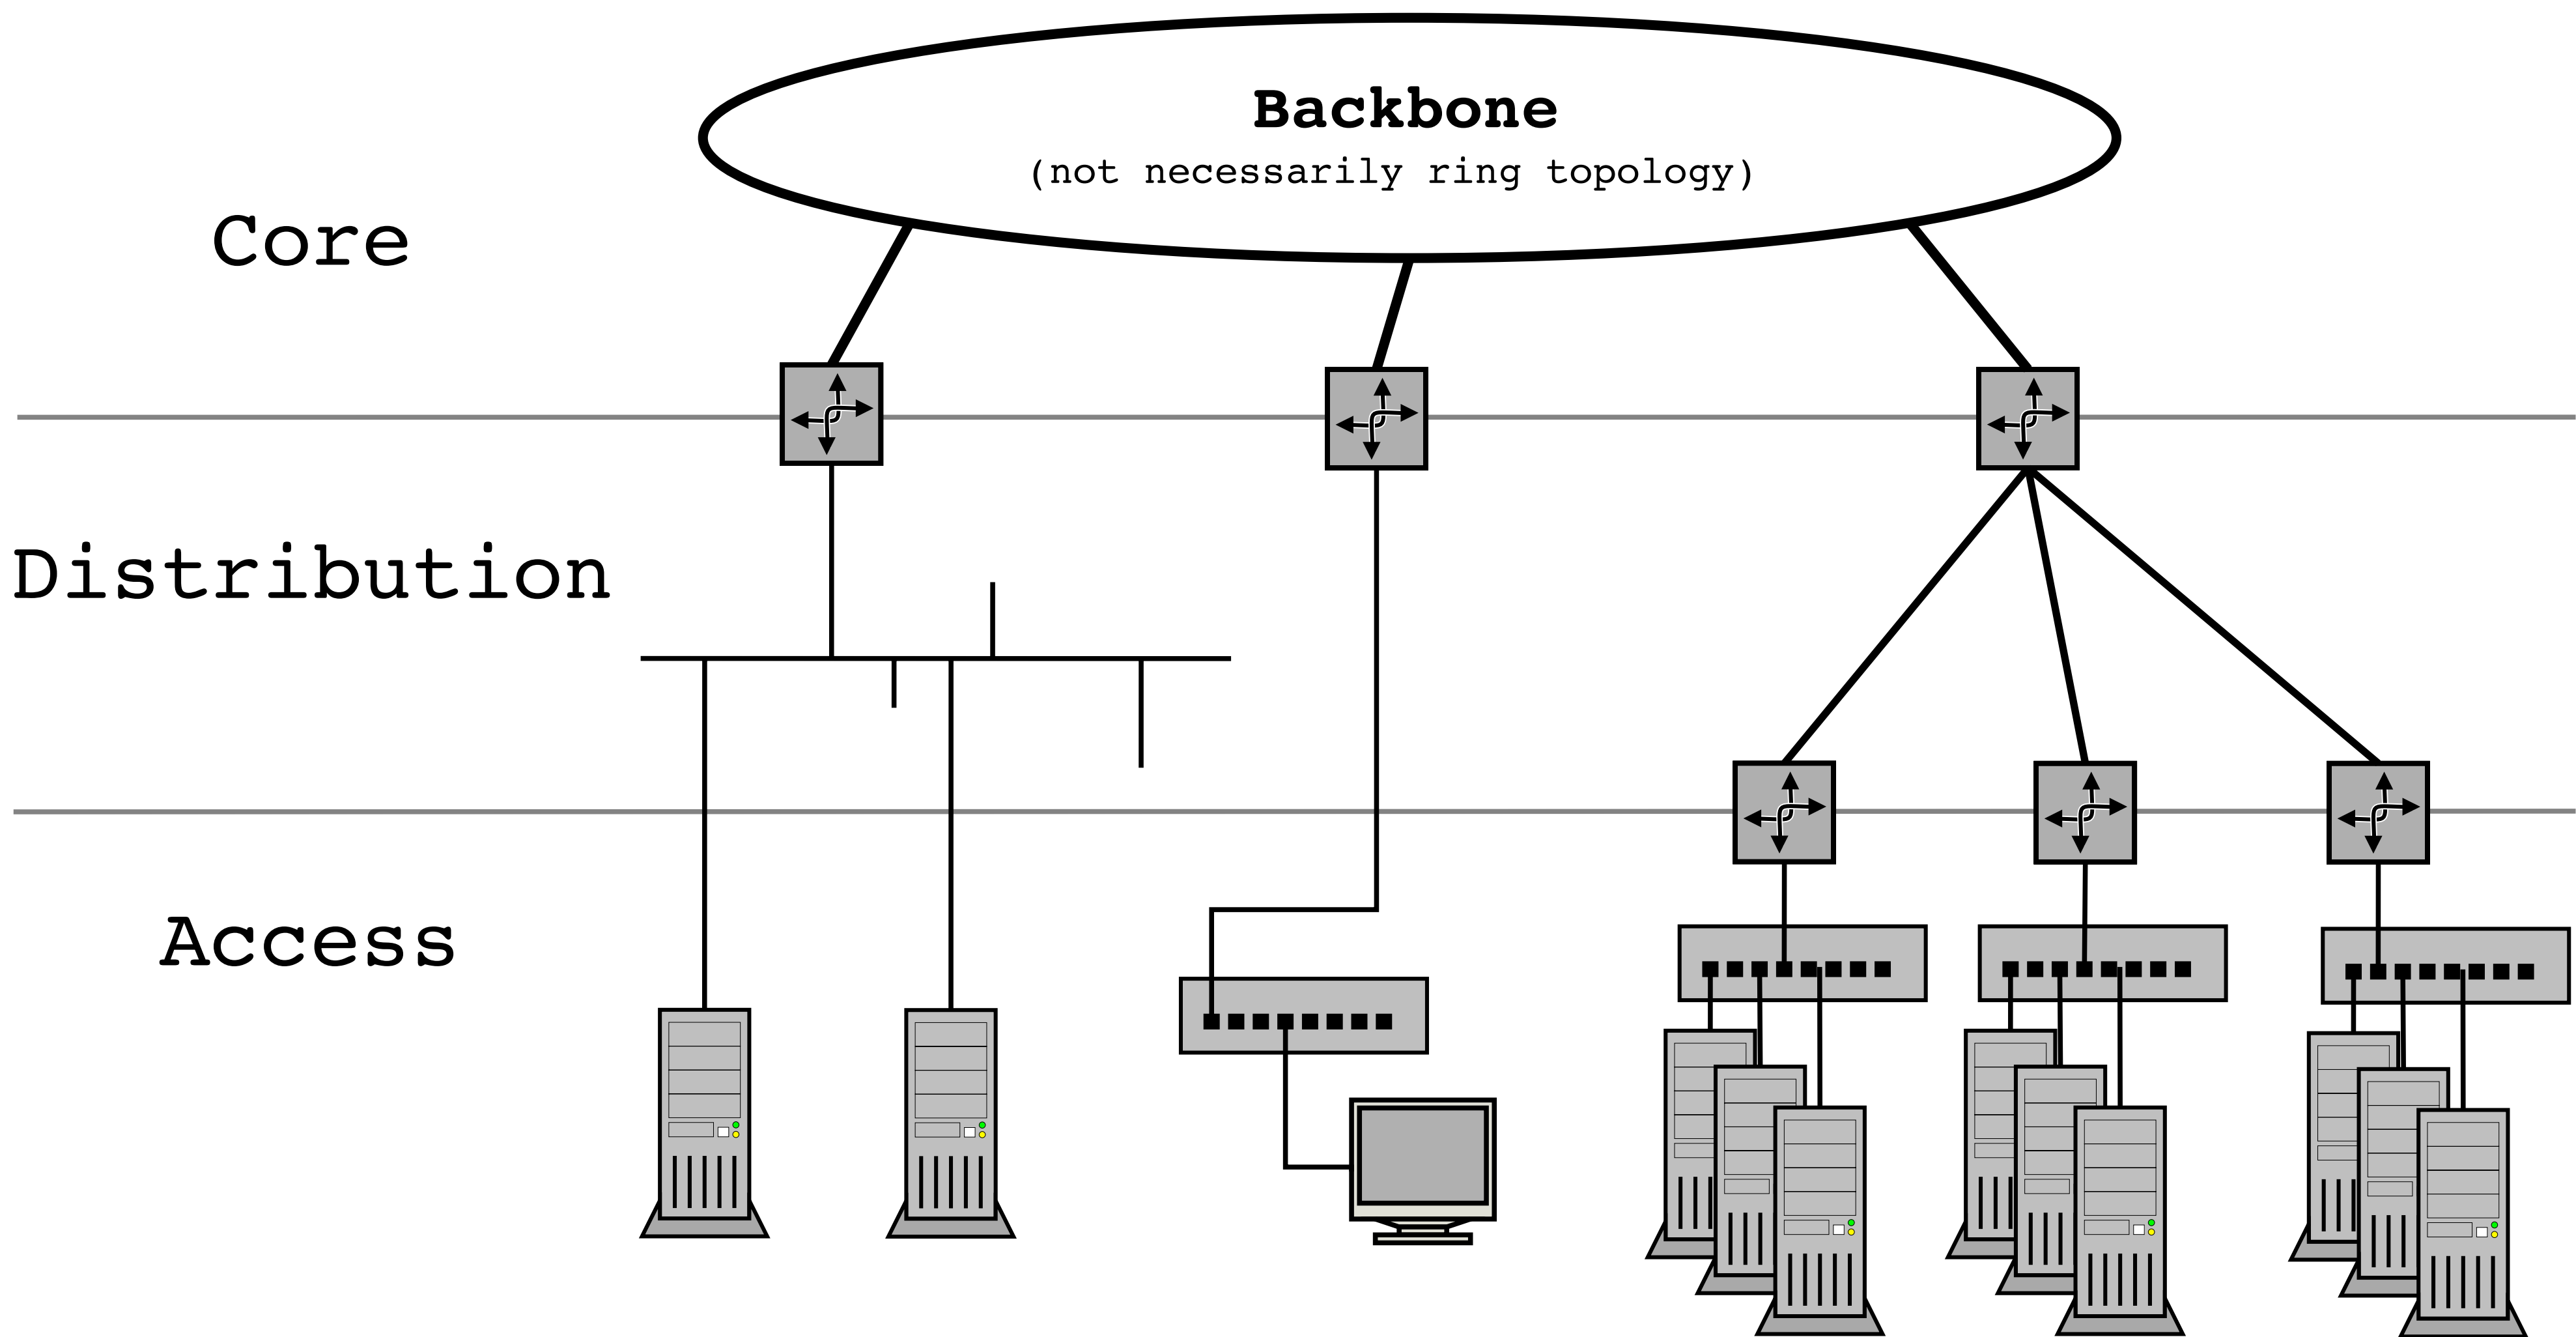 Backbone
(not necessarily ring topology)
Core
Distribution
Access